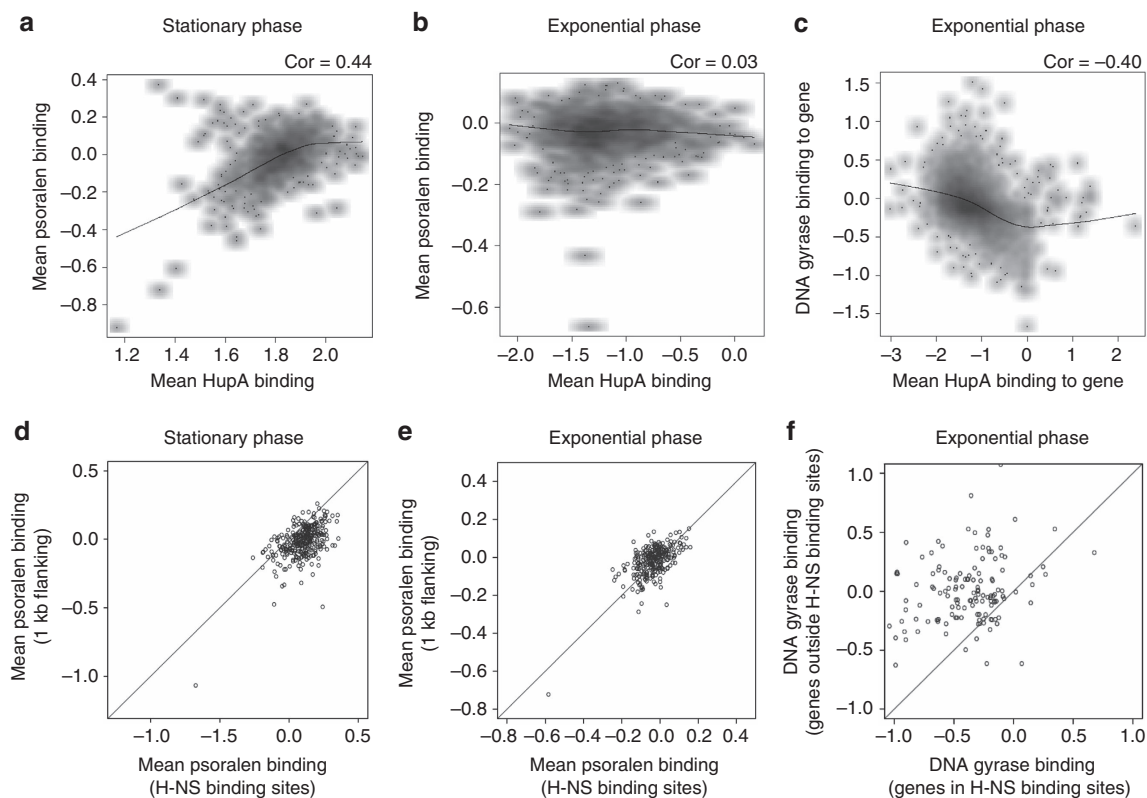 a
Stationary phase
Cor = 0.44
Mean psoralen binding
0.4
0.2
0.0
−0.2
−0.4
−0.6
−0.8
1.2 1.4 1.6 1.8 2.0
Mean HupA binding
b
Exponential phase
Cor = 0.03
Mean psoralen binding
0.0
−0.2
−0.4
−0.6
−2.0 −1.5 −1.0 −0.5 0.0
Mean HupA binding
c
Exponential phase
Cor = −0.40
DNA gyrase binding to gene
1.5
1.0
0.5
0.0
−0.5
−1.0
−1.5
−3 −2 −1 0 1 2
Mean HupA binding to gene
d
Stationary phase
Mean psoralen binding
(1 kb flanking)
0.5
0.0
−0.5
−1.0
−1.0 −1.5 0.0 0.5
Mean psoralen binding
(H-NS binding sites)
e
Exponential phase
Mean psoralen binding
(1 kb flanking)
0.4
0.2
0.0
−0.2
−0.4
−0.6
−0.8
−0.8 −0.6 −0.4 −0.2 0.0 0.2 0.4
Mean psoralen binding
(H-NS binding sites)
f
Exponential phase
DNA gyrase binding
(genes outside H-NS binding sites)
1.0
0.5
0.0
−0.5
−1.0
−1.0 −0.5 0.0 0.5 1.0
DNA gyrase binding
(genes in H-NS binding sites)